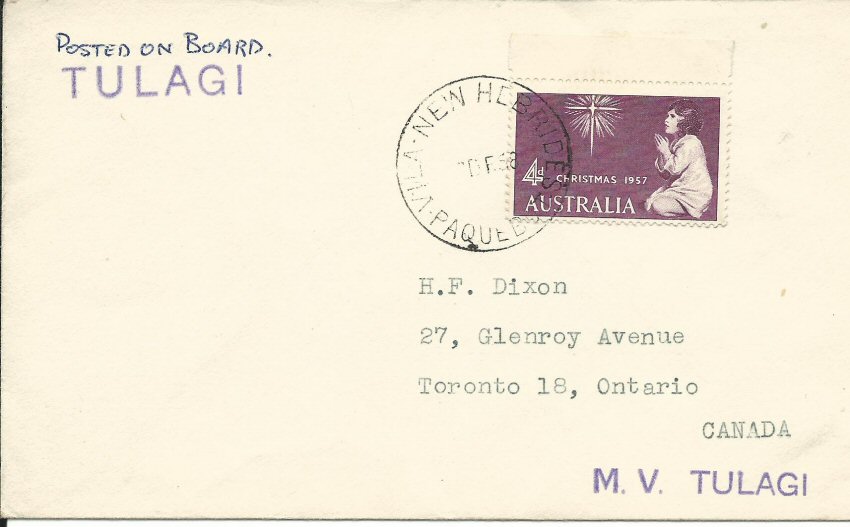 POSTED ON BOARD.
TULAGI
VILA · NEW HEBRIDES
PAQUEBOT
4d CHRISTMAS 1957
AUSTRALIA
H.F. Dixon
27, Glenroy Avenue
Toronto 18, Ontario
CANADA
M. V. TULAGI